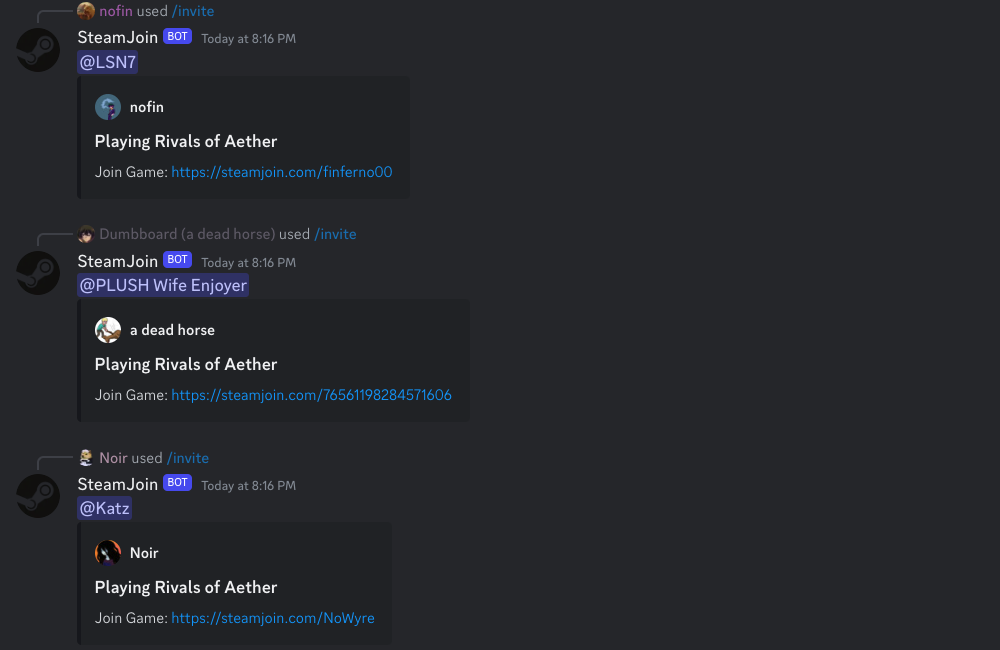 nofin used /invite
SteamJoin BOT Today at 8:16 PM
@LSN7
nofin
Playing Rivals of Aether
Join Game: https://steamjoin.com/finferno00
Dumbboard (a dead horse) used /invite
SteamJoin BOT Today at 8:16 PM
@PLUSH Wife Enjoyer
a dead horse
Playing Rivals of Aether
Join Game: https://steamjoin.com/76561198284571606
Noir used /invite
SteamJoin BOT Today at 8:16 PM
@Katz
Noir
Playing Rivals of Aether
Join Game: https://steamjoin.com/NoWyre